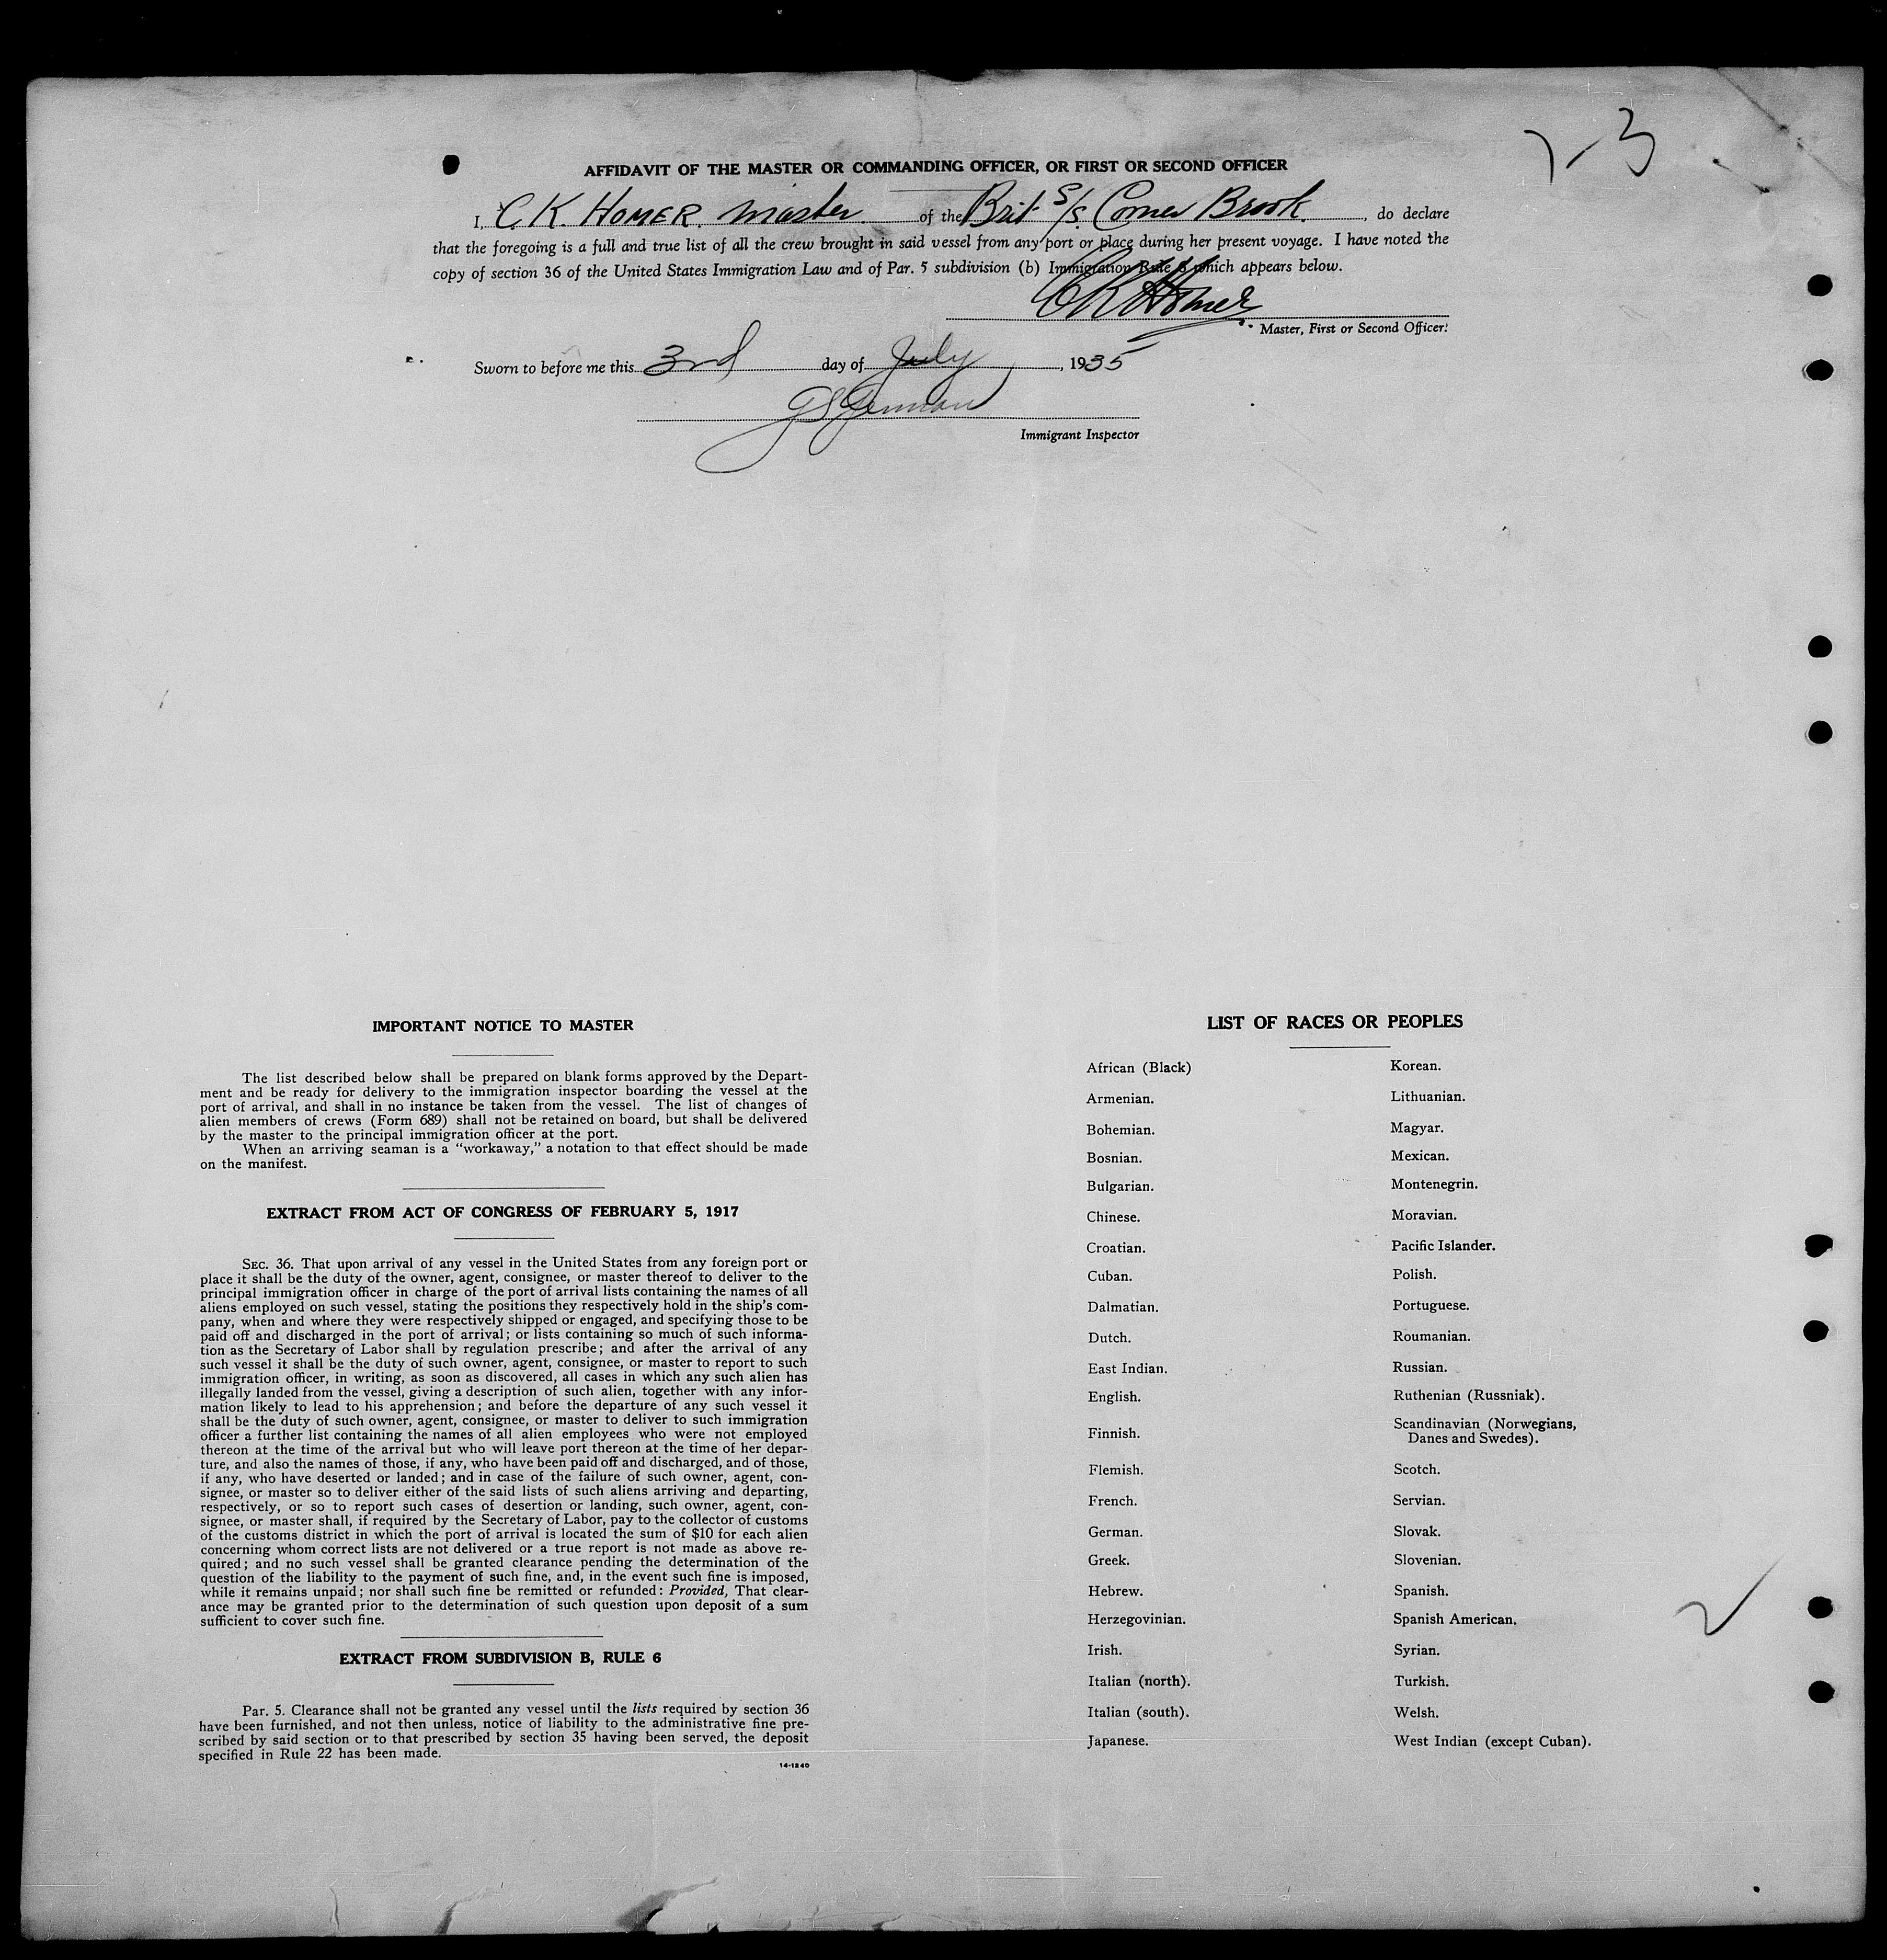 7-3
AFFIDAVIT OF THE MASTER OR COMMANDING OFFICER, OR FIRST OR SECOND OFFICER
I, C.K. HOMER, Master of the Brit S/S. Corner Brook, do declare
that the foregoing is a full and true list of all the crew brought in said vessel from any port or place during her present voyage. I have noted the
copy of section 36 of the United States Immigration Law and of Par. 5 subdivision (b) Immigration Rule 6 which appears below.
CK Homer
Master, First or Second Officer.
Sworn to before me this 3rd day of July, 1935
Immigrant Inspector
IMPORTANT NOTICE TO MASTER
The list described below shall be prepared on blank forms approved by the Depart-
ment and be ready for delivery to the immigration inspector boarding the vessel at the
port of arrival, and shall in no instance be taken from the vessel. The list of changes of
alien members of crews (Form 689) shall not be retained on board, but shall be delivered
by the master to the principal immigration officer at the port.
When an arriving seaman is a "workaway," a notation to that effect should be made
on the manifest.
EXTRACT FROM ACT OF CONGRESS OF FEBRUARY 5, 1917
SEC. 36. That upon arrival of any vessel in the United States from any foreign port or
place it shall be the duty of the owner, agent, consignee, or master thereof to deliver to the
principal immigration officer in charge of the port of arrival lists containing the names of all
aliens employed on such vessel, stating the positions they respectively hold in the ship's com-
pany, when and where they were respectively shipped or engaged, and specifying those to be
paid off and discharged in the port of arrival; or lists containing so much of such informa-
tion as the Secretary of Labor shall by regulation prescribe; and after the arrival of any
such vessel it shall be the duty of such owner, agent, consignee, or master to report to such
immigration officer, in writing, as soon as discovered, all cases in which any such alien has
illegally landed from the vessel, giving a description of such alien, together with any infor-
mation likely to lead to his apprehension; and before the departure of any such vessel it
shall be the duty of such owner, agent, consignee, or master to deliver to such immigration
officer a further list containing the names of all alien employees who were not employed
thereon at the time of the arrival but who will leave port thereon at the time of her depar-
ture, and also the names of those, if any, who have been paid off and discharged, and of those,
if any, who have deserted or landed; and in case of the failure of such owner, agent, con-
signee, or master so to deliver either of the said lists of such aliens arriving and departing,
respectively, or so to report such cases of desertion or landing, such owner, agent, con-
signee, or master shall, if required by the Secretary of Labor, pay to the collector of customs
of the customs district in which the port of arrival is located the sum of $10 for each alien
concerning whom correct lists are not delivered or a true report is not made as above re-
quired; and no such vessel shall be granted clearance pending the determination of the
question of the liability to the payment of such fine, and, in the event such fine is imposed,
while it remains unpaid; nor shall such fine be remitted or refunded: Provided, That clear-
ance may be granted prior to the determination of such question upon deposit of a sum
sufficient to cover such fine.
EXTRACT FROM SUBDIVISION B, RULE 6
Par. 5. Clearance shall not be granted any vessel until the lists required by section 36
have been furnished, and not then unless, notice of liability to the administrative fine pre-
scribed by said section or to that prescribed by section 35 having been served, the deposit
specified in Rule 22 has been made.
14-1240
LIST OF RACES OR PEOPLES
African (Black)
Armenian.
Bohemian.
Bosnian.
Bulgarian.
Chinese.
Croatian.
Cuban.
Dalmatian.
Dutch.
East Indian.
English.
Finnish.
Flemish.
French.
German.
Greek.
Hebrew.
Herzegovinian.
Irish.
Italian (north).
Italian (south).
Japanese.
Korean.
Lithuanian.
Magyar.
Mexican.
Montenegrin.
Moravian.
Pacific Islander.
Polish.
Portuguese.
Roumanian.
Russian.
Ruthenian (Russniak).
Scandinavian (Norwegians,
Danes and Swedes).
Scotch.
Servian.
Slovak.
Slovenian.
Spanish.
Spanish American.
Syrian.
Turkish.
Welsh.
West Indian (except Cuban).